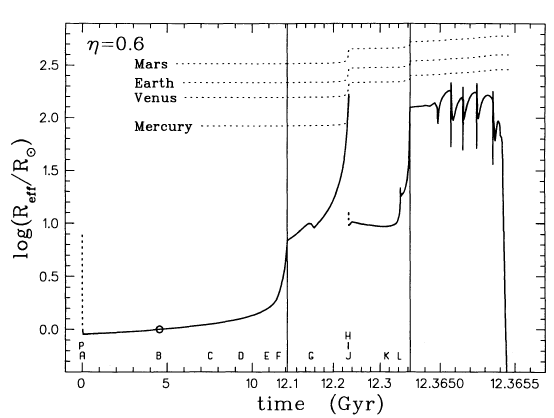 η=0.6
Mars
Earth
Venus
Mercury
log(R_eff/R_⊙)
2.5
2.0
1.5
1.0
0.5
0.0
P
A
B
C
D
E
F
G
H
I
J
K
L
0
5
10
12.1
12.2
12.3
12.3650
12.3655
time (Gyr)